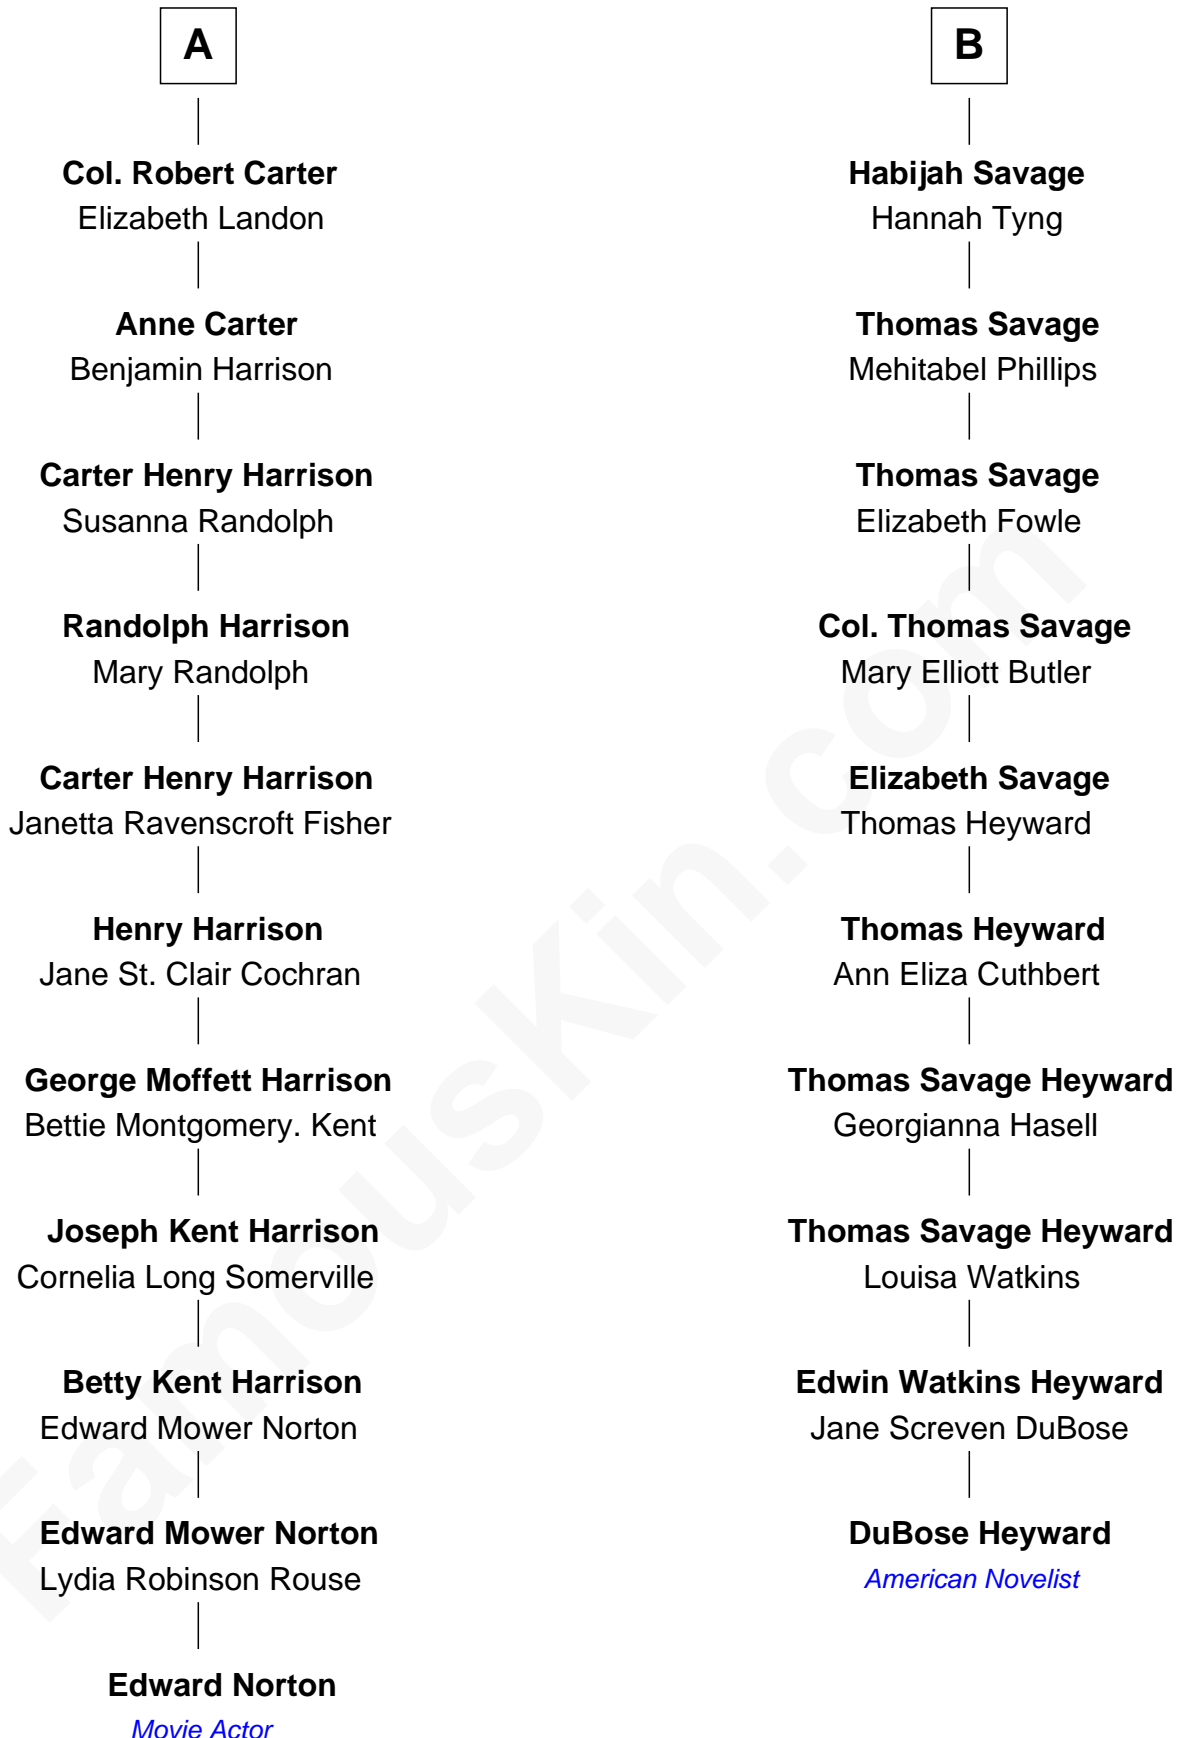 A
Col. Robert Carter
Elizabeth Landon
Anne Carter
Benjamin Harrison
Carter Henry Harrison
Susanna Randolph
Randolph Harrison
Mary Randolph
Carter Henry Harrison
Janetta Ravenscroft Fisher
Henry Harrison
Jane St. Clair Cochran
George Moffett Harrison
Bettie Montgomery. Kent
Joseph Kent Harrison
Cornelia Long Somerville
Betty Kent Harrison
Edward Mower Norton
Edward Mower Norton
Lydia Robinson Rouse
Edward Norton
Movie Actor
B
Habijah Savage
Hannah Tyng
Thomas Savage
Mehitabel Phillips
Thomas Savage
Elizabeth Fowle
Col. Thomas Savage
Mary Elliott Butler
Elizabeth Savage
Thomas Heyward
Thomas Heyward
Ann Eliza Cuthbert
Thomas Savage Heyward
Georgianna Hasell
Thomas Savage Heyward
Louisa Watkins
Edwin Watkins Heyward
Jane Screven DuBose
DuBose Heyward
American Novelist
FamousKin.com